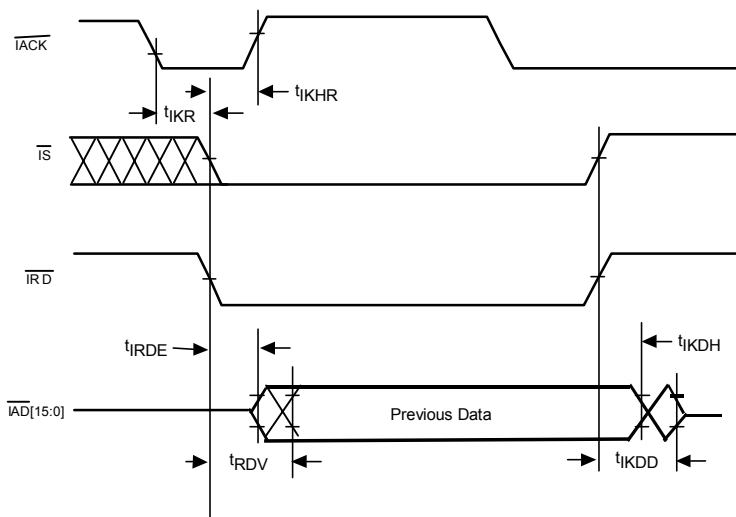 IACK
tIKR
tIKHR
IS
IRD
tIRDE
tIKDH
IAD[15:0]
Previous Data
tRDV
tIKDD